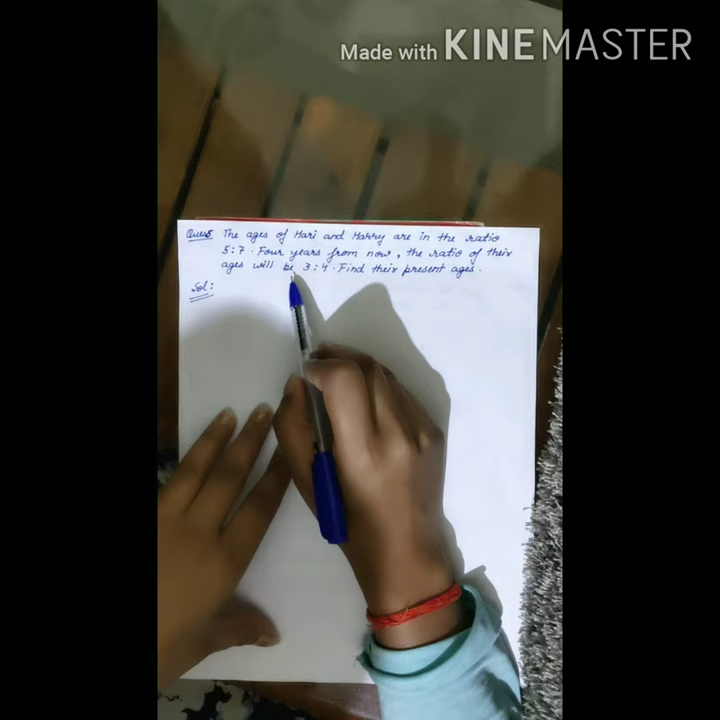 Made with KINEMASTER
Ques5 The ages of Hari and Harry are in the ratio
5:7. Four years from now, the ratio of their
ages will be 3:4. Find their present ages.
Sol: